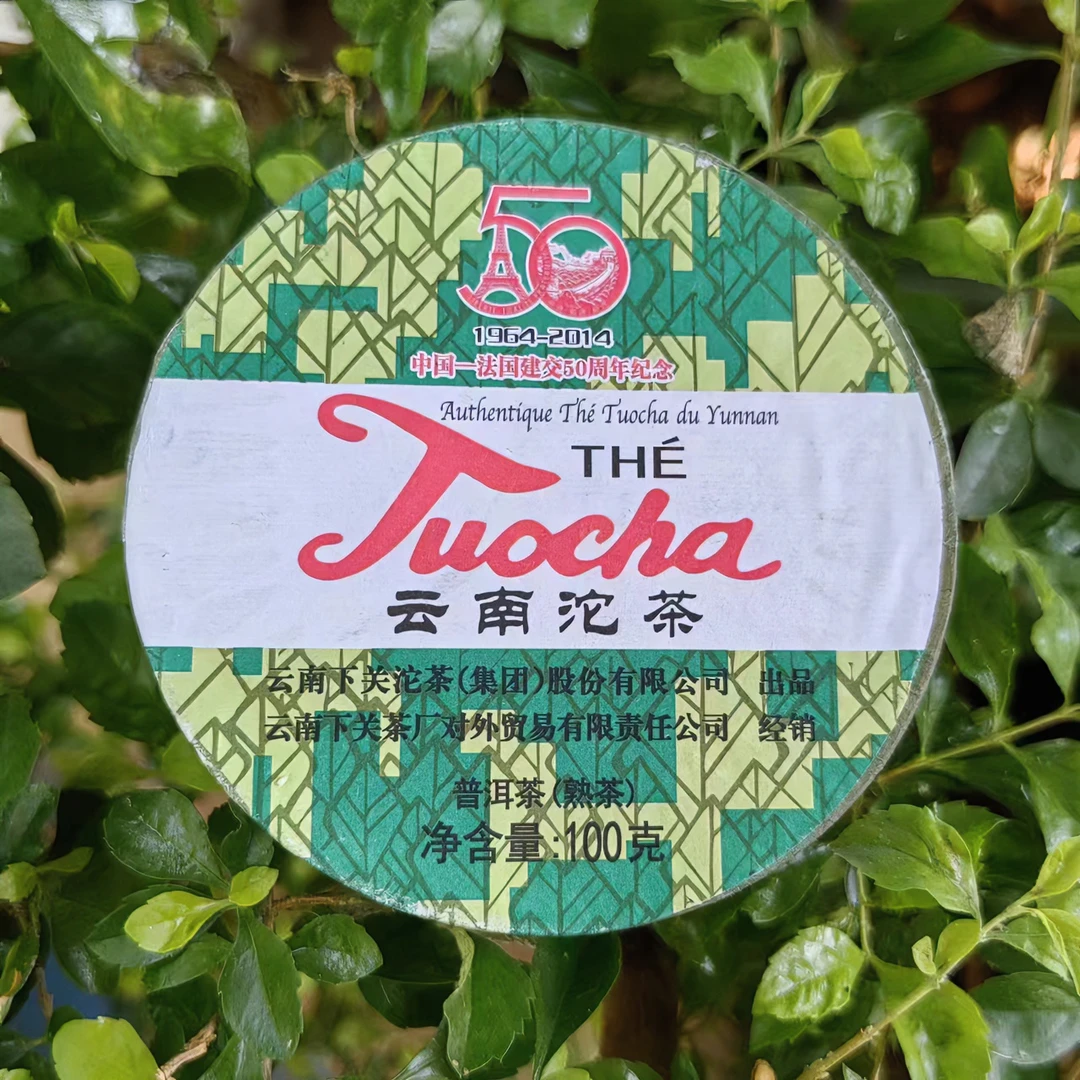 50
1964-2014
中国—法国建交50周年纪念
Authentique Thé Tuocha du Yunnan
THÉ
Tuocha
云南沱茶
云南下关沱茶(集团)股份有限公司 出品
云南下关茶厂对外贸易有限责任公司 经销
普洱茶(熟茶)
净含量:100克